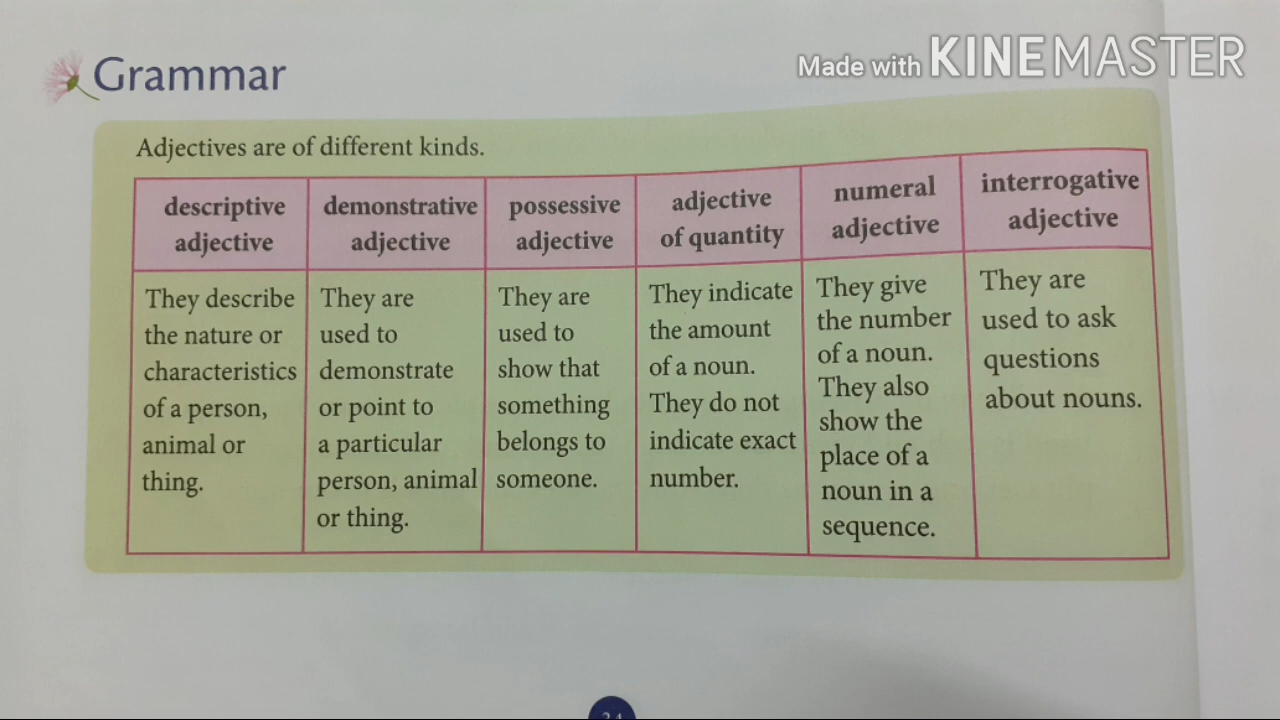 Grammar
Made with KINEMASTER
Adjectives are of different kinds.
descriptive
adjective
demonstrative
adjective
possessive
adjective
adjective
of quantity
numeral
adjective
interrogative
adjective
They describe
the nature or
characteristics
of a person,
animal or
thing.
They are
used to
demonstrate
or point to
a particular
person, animal
or thing.
They are
used to
show that
something
belongs to
someone.
They indicate
the amount
of a noun.
They do not
indicate exact
number.
They give
the number
of a noun.
They also
show the
place of a
noun in a
sequence.
They are
used to ask
questions
about nouns.